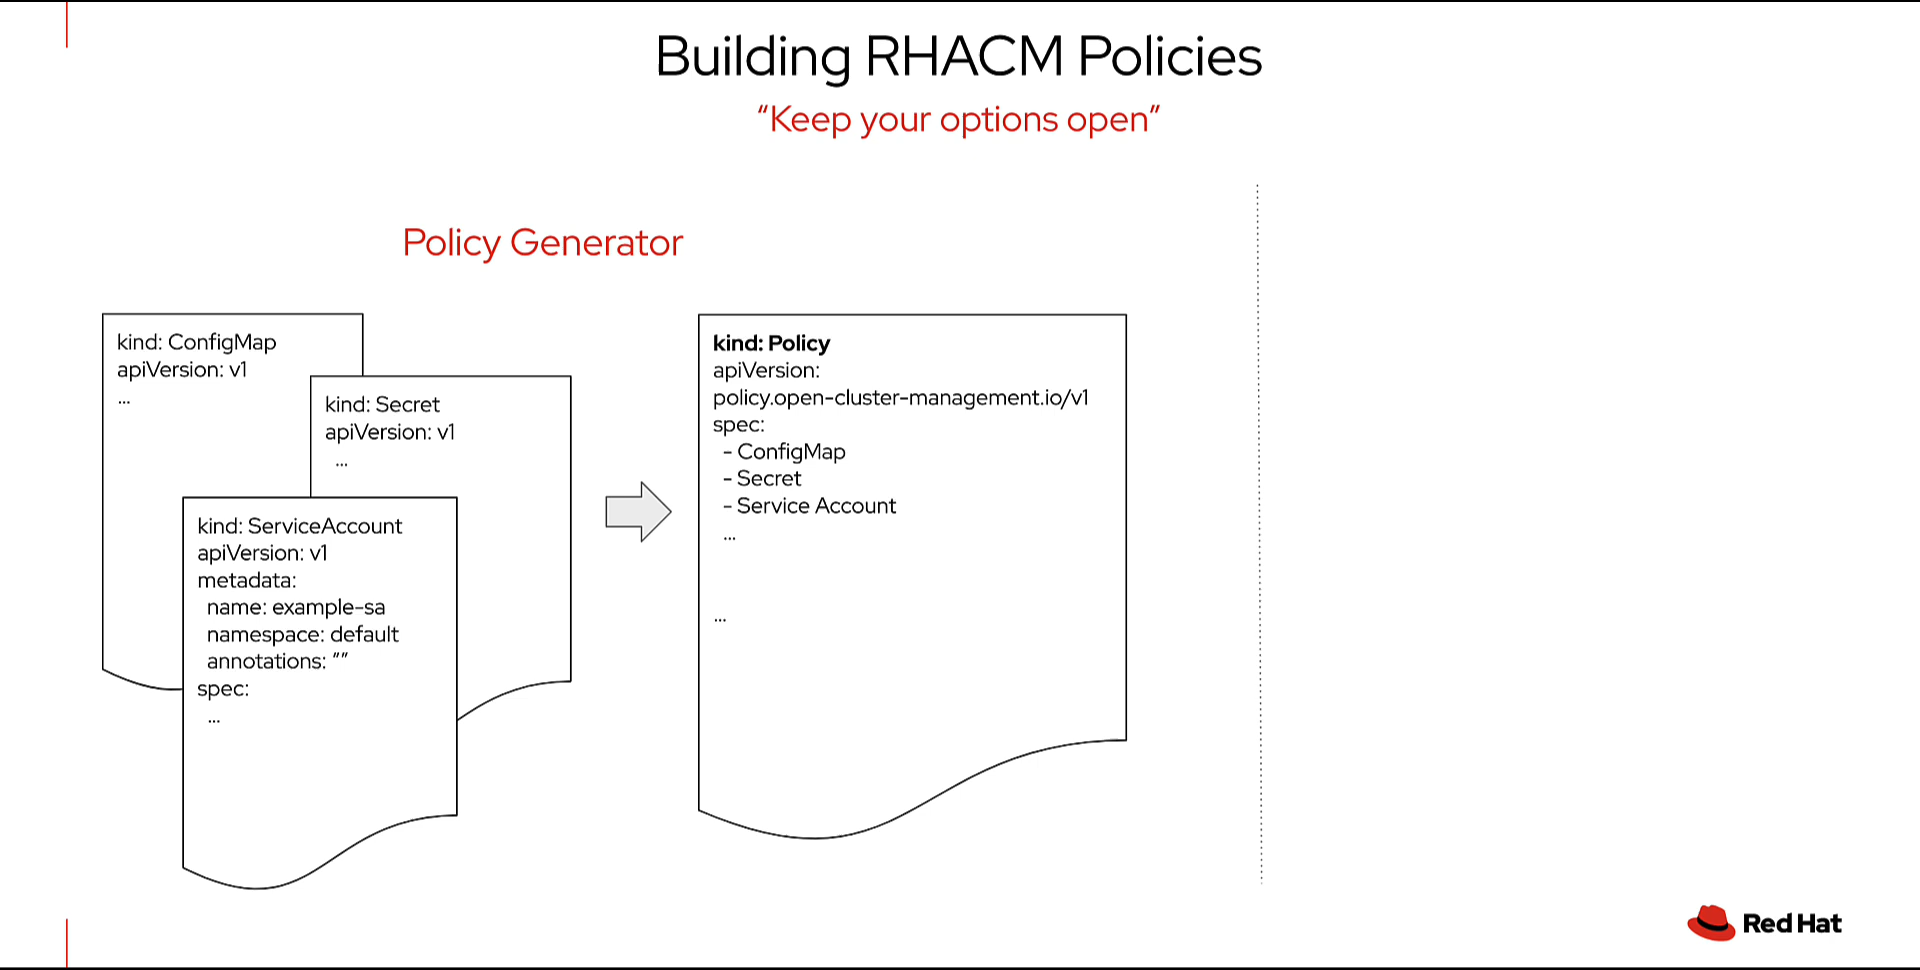 Building RHACM Policies
“Keep your options open”
Policy Generator
kind: ConfigMap
apiVersion: v1
...
kind: Secret
apiVersion: v1
...
kind: ServiceAccount
apiVersion: v1
metadata:
name: example-sa
namespace: default
annotations: “”
spec:
...
kind: Policy
apiVersion:
policy.open-cluster-management.io/v1
spec:
- ConfigMap
- Secret
- Service Account
...
...
Red Hat